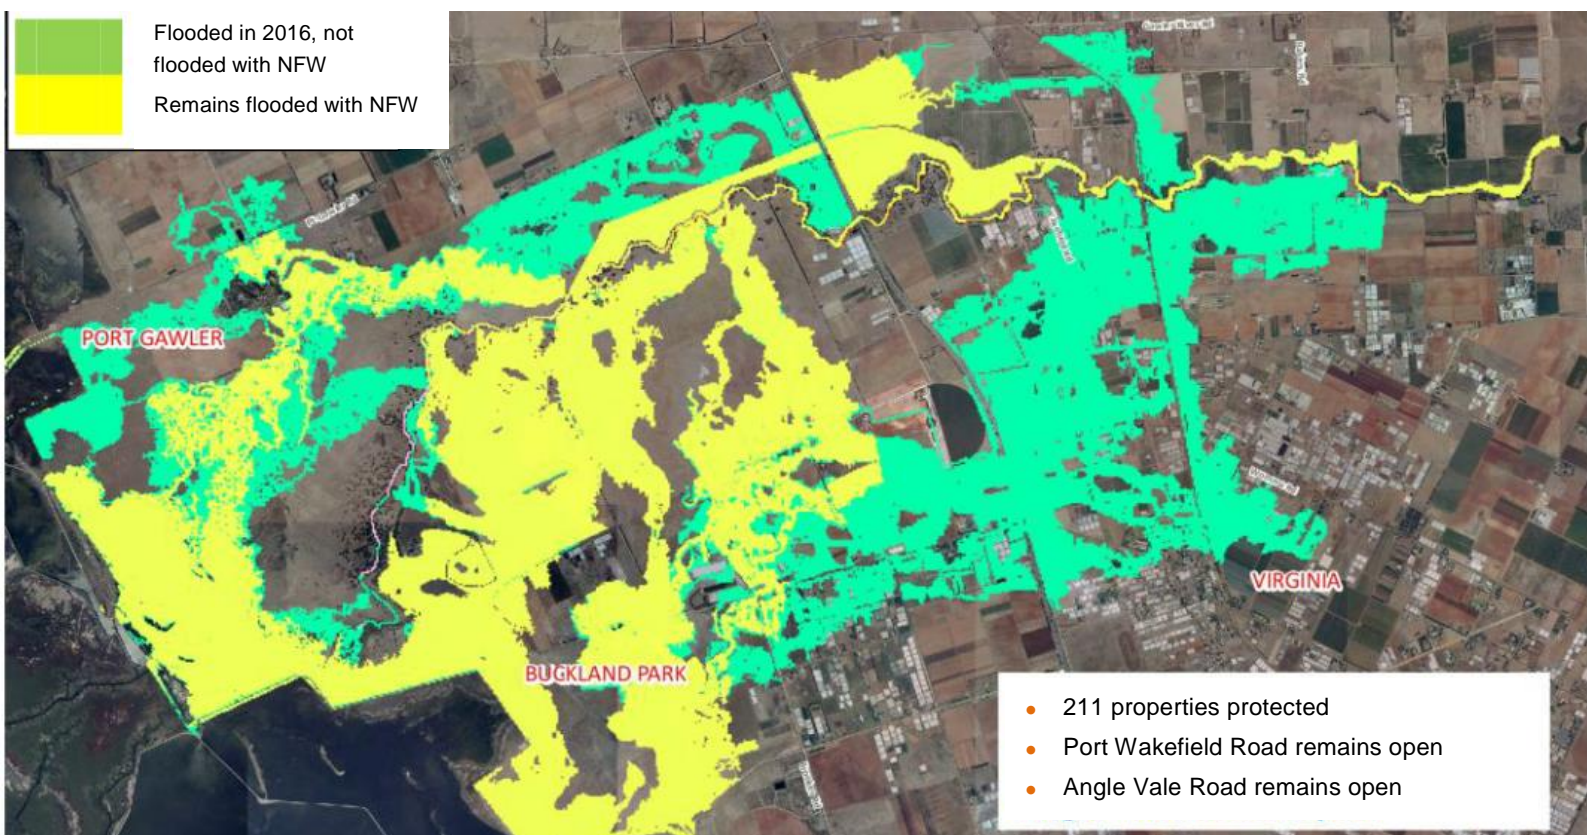 Flooded in 2016, not
flooded with NFW
Remains flooded with NFW
PORT GAWLER
VIRGINIA
BUCKLAND PARK
• 211 properties protected
• Port Wakefield Road remains open
• Angle Vale Road remains open